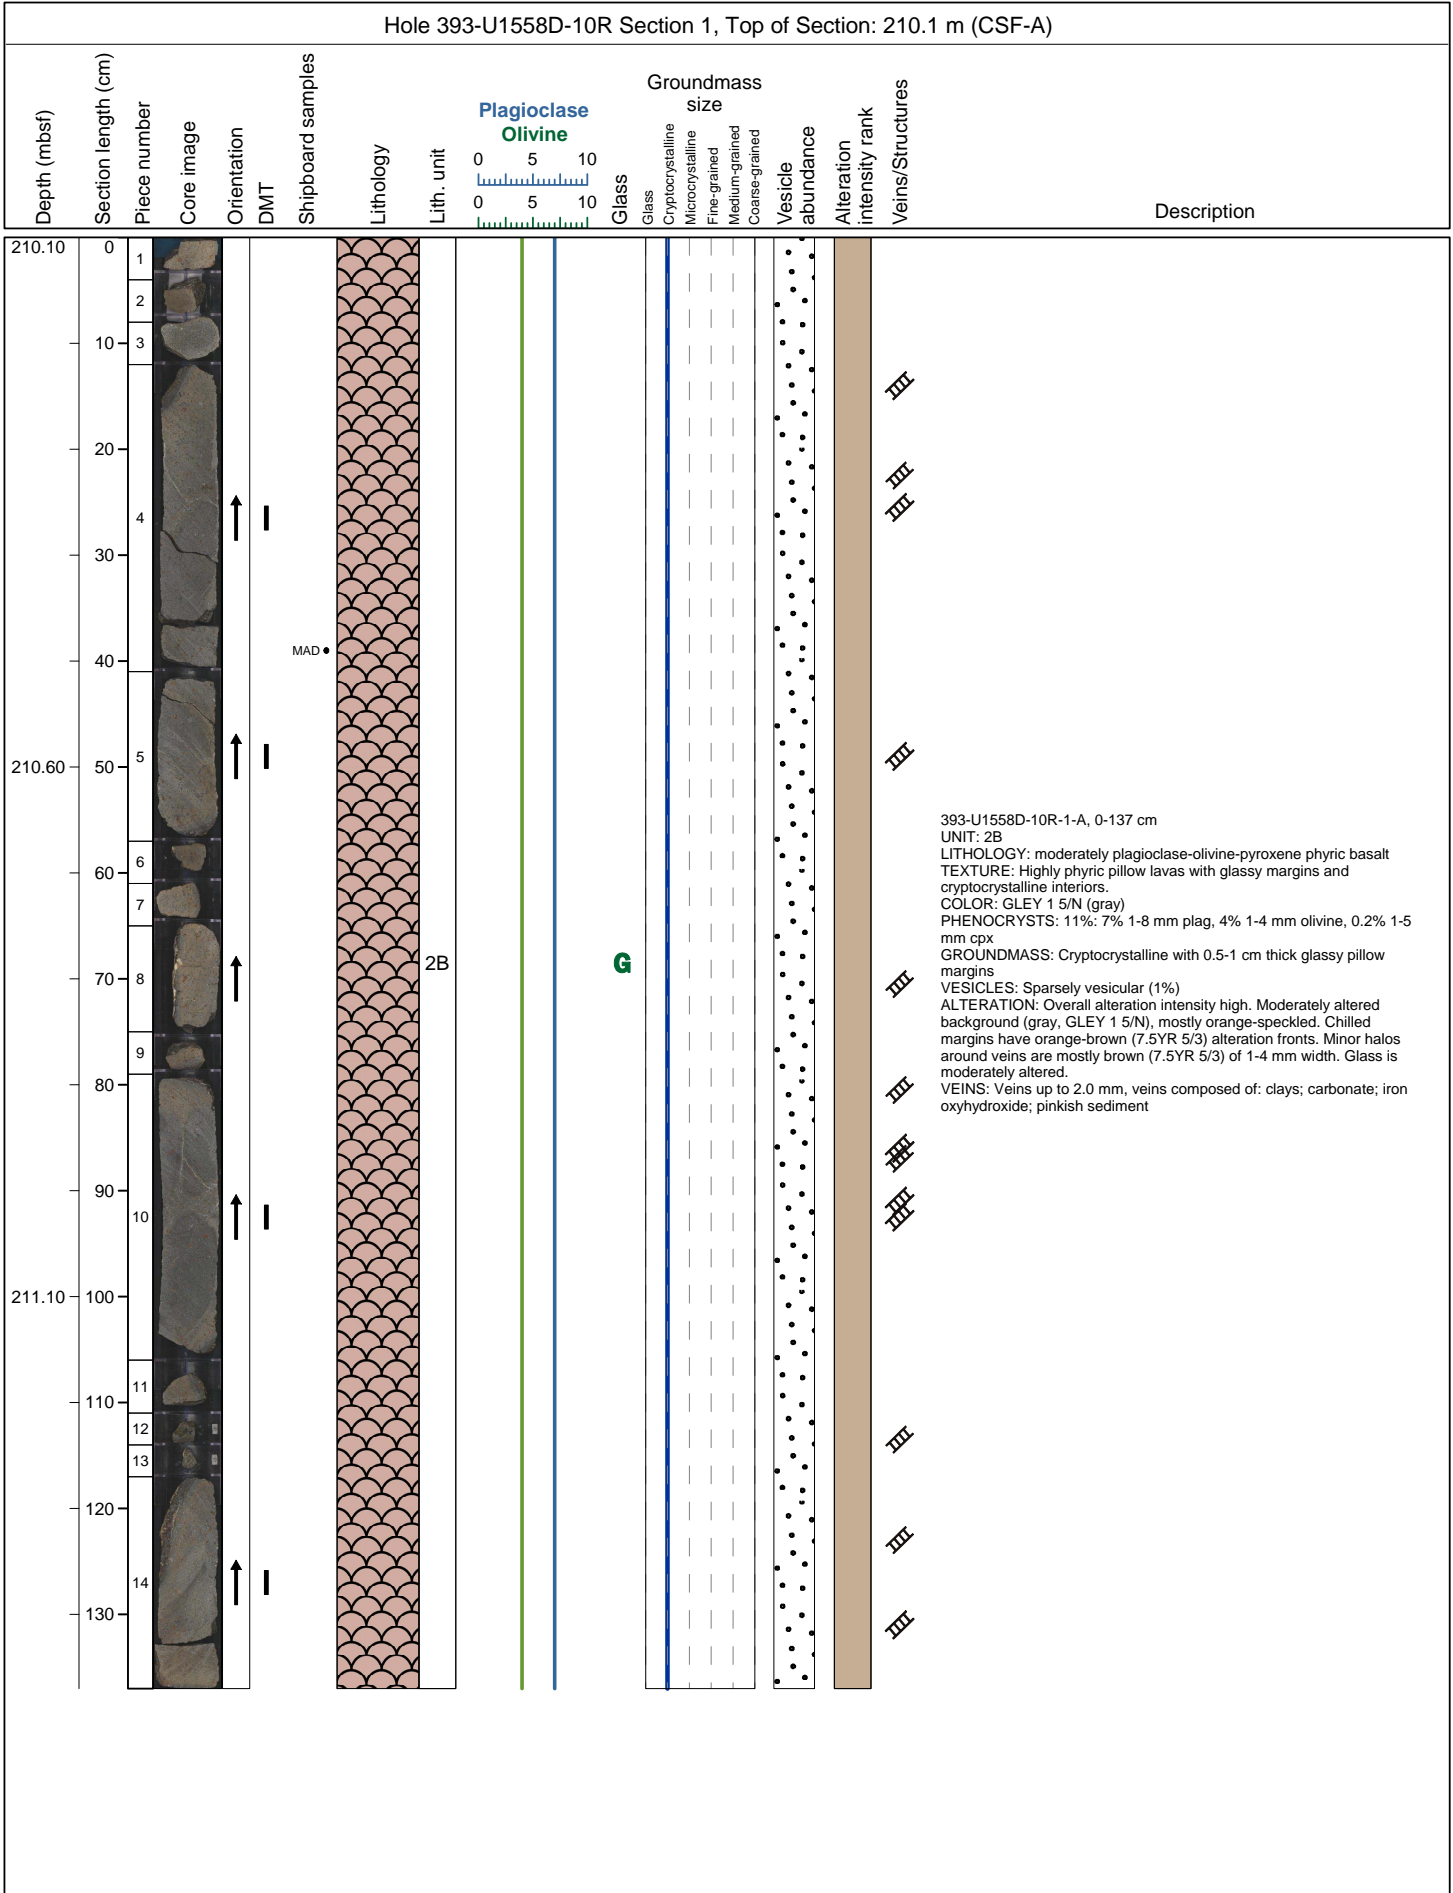 Hole 393-U1558D-10R Section 1, Top of Section: 210.1 m (CSF-A)
Depth (mbsf)
Section length (cm)
Piece number
Core image
Orientation
DMT
Shipboard samples
Lithology
Lith. unit
Plagioclase
Olivine
0 5 10
0 5 10
Glass
Groundmass
size
Glass
Cryptocrystalline
Microcrystalline
Fine-grained
Medium-grained
Coarse-grained
Vesicle
abundance
Alteration
intensity rank
Veins/Structures
Description
210.10 0
1
2
10 3
20
4
30
MAD
40
210.60 50 5
6
60
7
2B G
70 8
9
80
90
10
211.10 100
11
110
12
13
120
14
130
393-U1558D-10R-1-A, 0-137 cm
UNIT: 2B
LITHOLOGY: moderately plagioclase-olivine-pyroxene phyric basalt
TEXTURE: Highly phyric pillow lavas with glassy margins and
cryptocrystalline interiors.
COLOR: GLEY 1 5/N (gray)
PHENOCRYSTS: 11%: 7% 1-8 mm plag, 4% 1-4 mm olivine, 0.2% 1-5
mm cpx
GROUNDMASS: Cryptocrystalline with 0.5-1 cm thick glassy pillow
margins
VESICLES: Sparsely vesicular (1%)
ALTERATION: Overall alteration intensity high. Moderately altered
background (gray, GLEY 1 5/N), mostly orange-speckled. Chilled
margins have orange-brown (7.5YR 5/3) alteration fronts. Minor halos
around veins are mostly brown (7.5YR 5/3) of 1-4 mm width. Glass is
moderately altered.
VEINS: Veins up to 2.0 mm, veins composed of: clays; carbonate; iron
oxyhydroxide; pinkish sediment